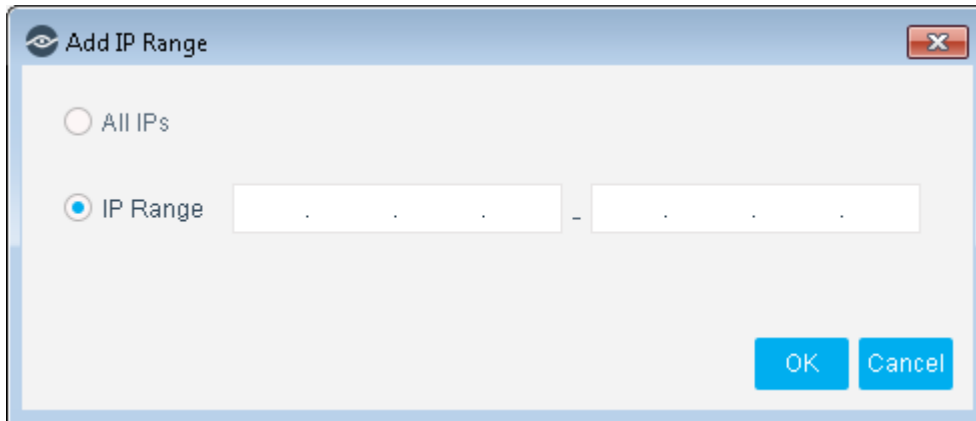 Add IP Range
All IPs
IP Range . . . - . . .
OK Cancel